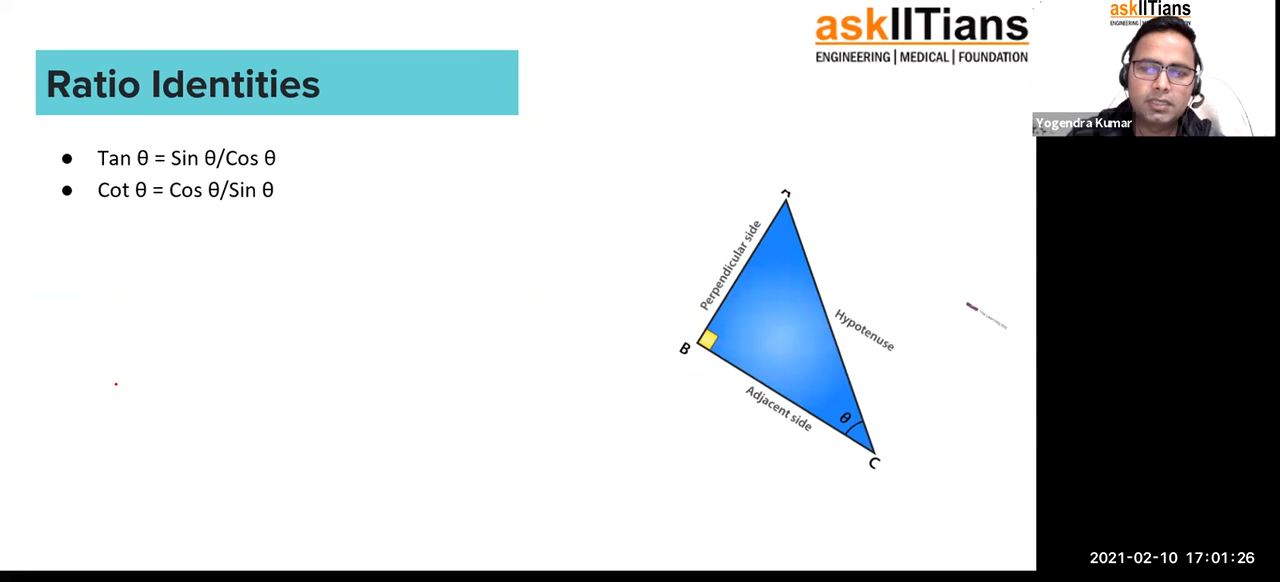 askIITians
ENGINEERING | MEDICAL | FOUNDATION
askIITians
Yogendra Kumar
Ratio Identities
● Tan θ = Sin θ/Cos θ
● Cot θ = Cos θ/Sin θ
Perpendicular side
Hypotenuse
B
Adjacent side
θ
C
2021-02-10 17:01:26